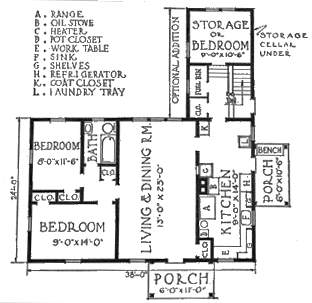 A. RANGE
B. OIL STOVE
C. HEATER
D. POT CLOSET
E. WORK TABLE
F. SINK
G. SHELVES
H. REFRIGERATOR
K. COAT CLOSET
L. LAUNDRY TRAY
OPTIONAL ADDITION
STORAGE
OR
BEDROOM
9'-0"x10'-6"
STORAGE
CELLAR
UNDER
FUEL BIN
K
BEDROOM
8'-0"x11'-6"
BATH
CLO.
CLO.
CLO.
BEDROOM
9'-0"x14'-0"
LIVING & DINING RM.
13'-0"x23'-0"
KITCHEN
9'-0"x14'-0"
C
B
D
A
L
F
G
H
E
CLO.
BENCH
PORCH
6'-0"x10'-6"
24'-0"
38'-0"
PORCH
6'-0"x11'-0"